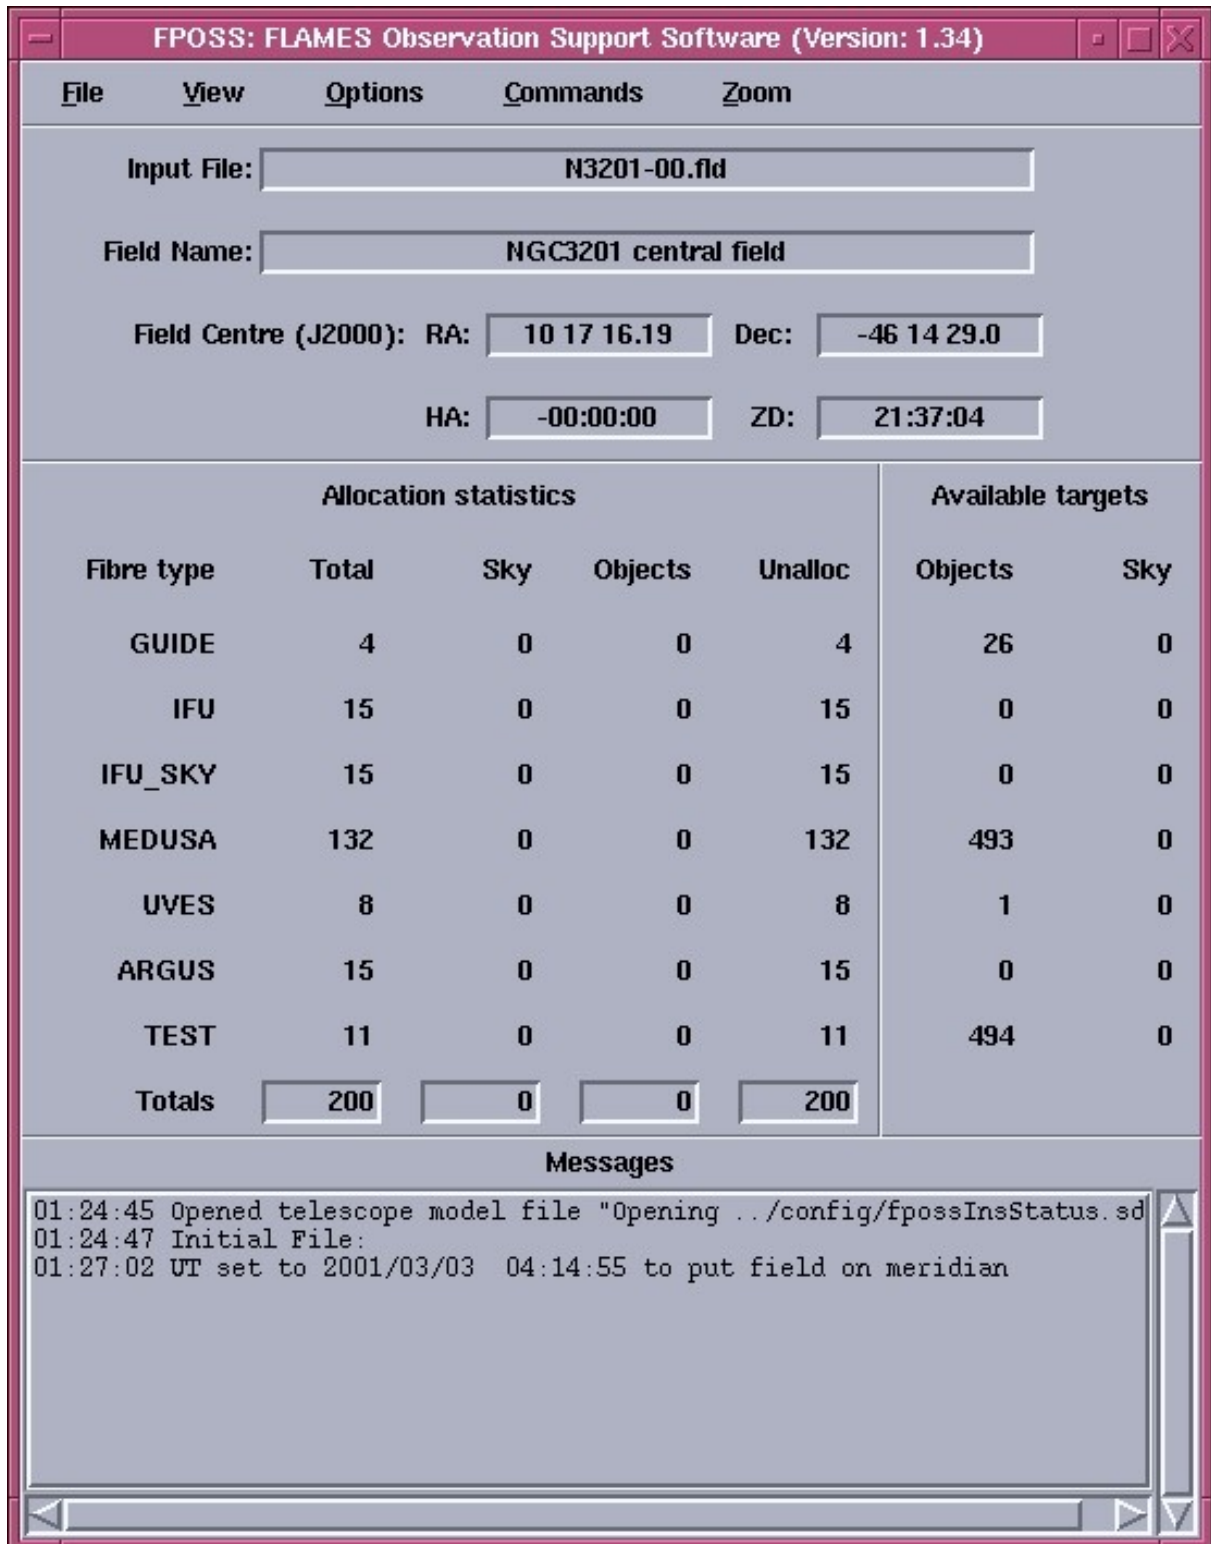 FPOSS: FLAMES Observation Support Software (Version: 1.34)
File View Options Commands Zoom
Input File: N3201-00.fld
Field Name: NGC3201 central field
Field Centre (J2000): RA: 10 17 16.19 Dec: -46 14 29.0
HA: -00:00:00 ZD: 21:37:04
Allocation statistics Available targets
Fibre type Total Sky Objects Unalloc Objects Sky
GUIDE 4 0 0 4 26 0
IFU 15 0 0 15 0 0
IFU_SKY 15 0 0 15 0 0
MEDUSA 132 0 0 132 493 0
UVES 8 0 0 8 1 0
ARGUS 15 0 0 15 0 0
TEST 11 0 0 11 494 0
Totals 200 0 0 200
Messages
01:24:45 Opened telescope model file "Opening ../config/fpossInsStatus.sd
01:24:47 Initial File:
01:27:02 UT set to 2001/03/03  04:14:55 to put field on meridian